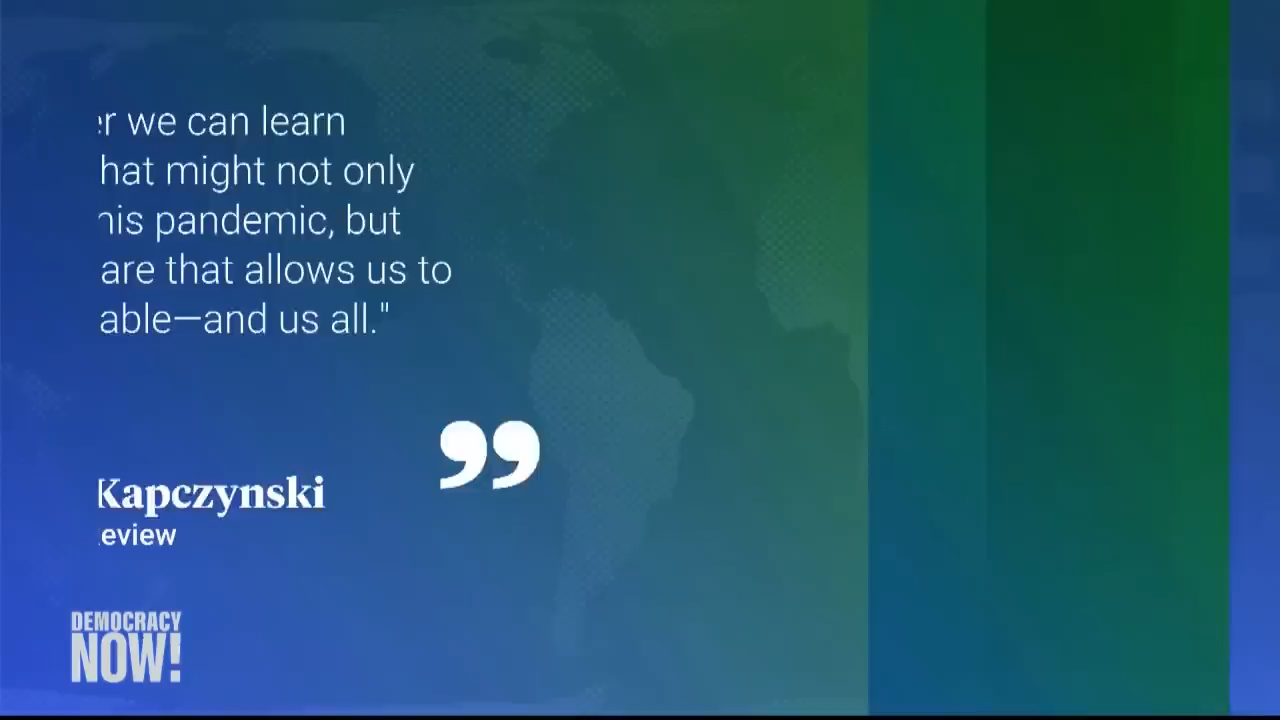 er we can learn
hat might not only
his pandemic, but
are that allows us to
able—and us all."
”
Kapczynski
eview
DEMOCRACY
NOW!